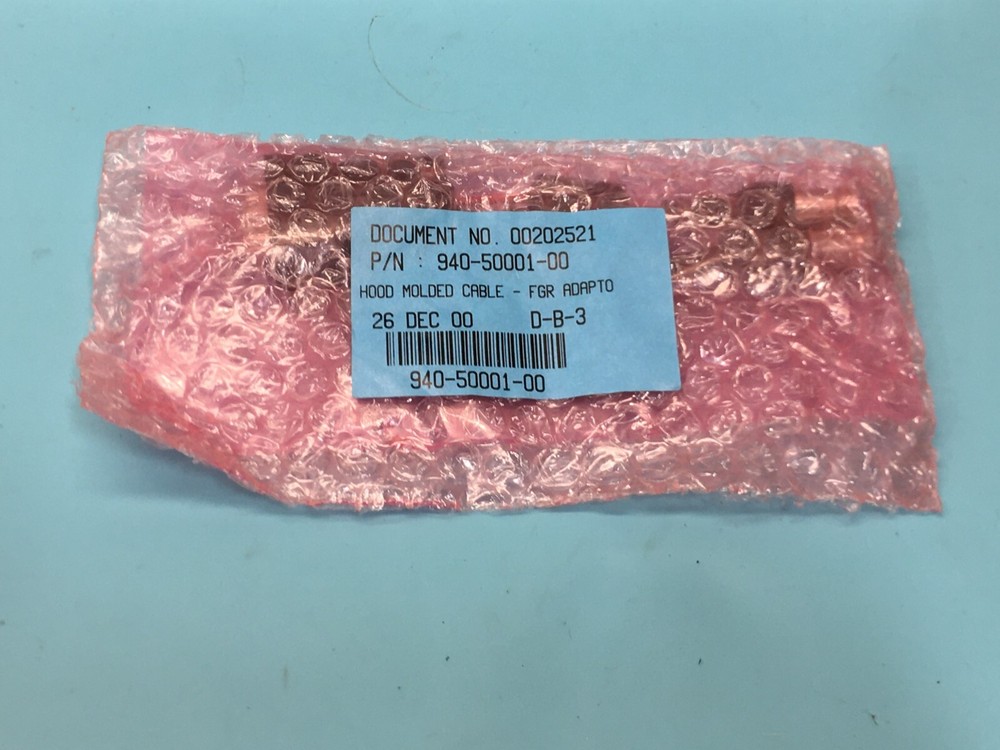 DOCUMENT NO. 00202521
P/N : 940-50001-00
HOOD MOLDED CABLE - FGR ADAPTO
26 DEC 00 D-B-3
940-50001-00